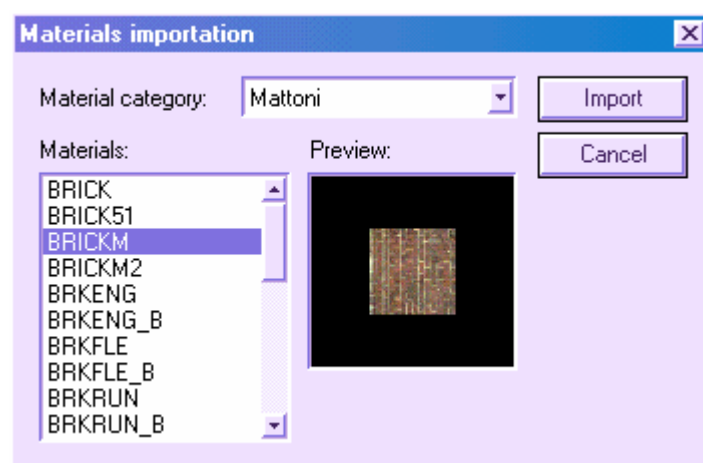 Materials importation
Material category: Mattoni Import
Materials: Preview: Cancel
BRICK
BRICK51
BRICKM
BRICKM2
BRKENG
BRKENG_B
BRKFLE
BRKFLE_B
BRKRUN
BRKRUN_B